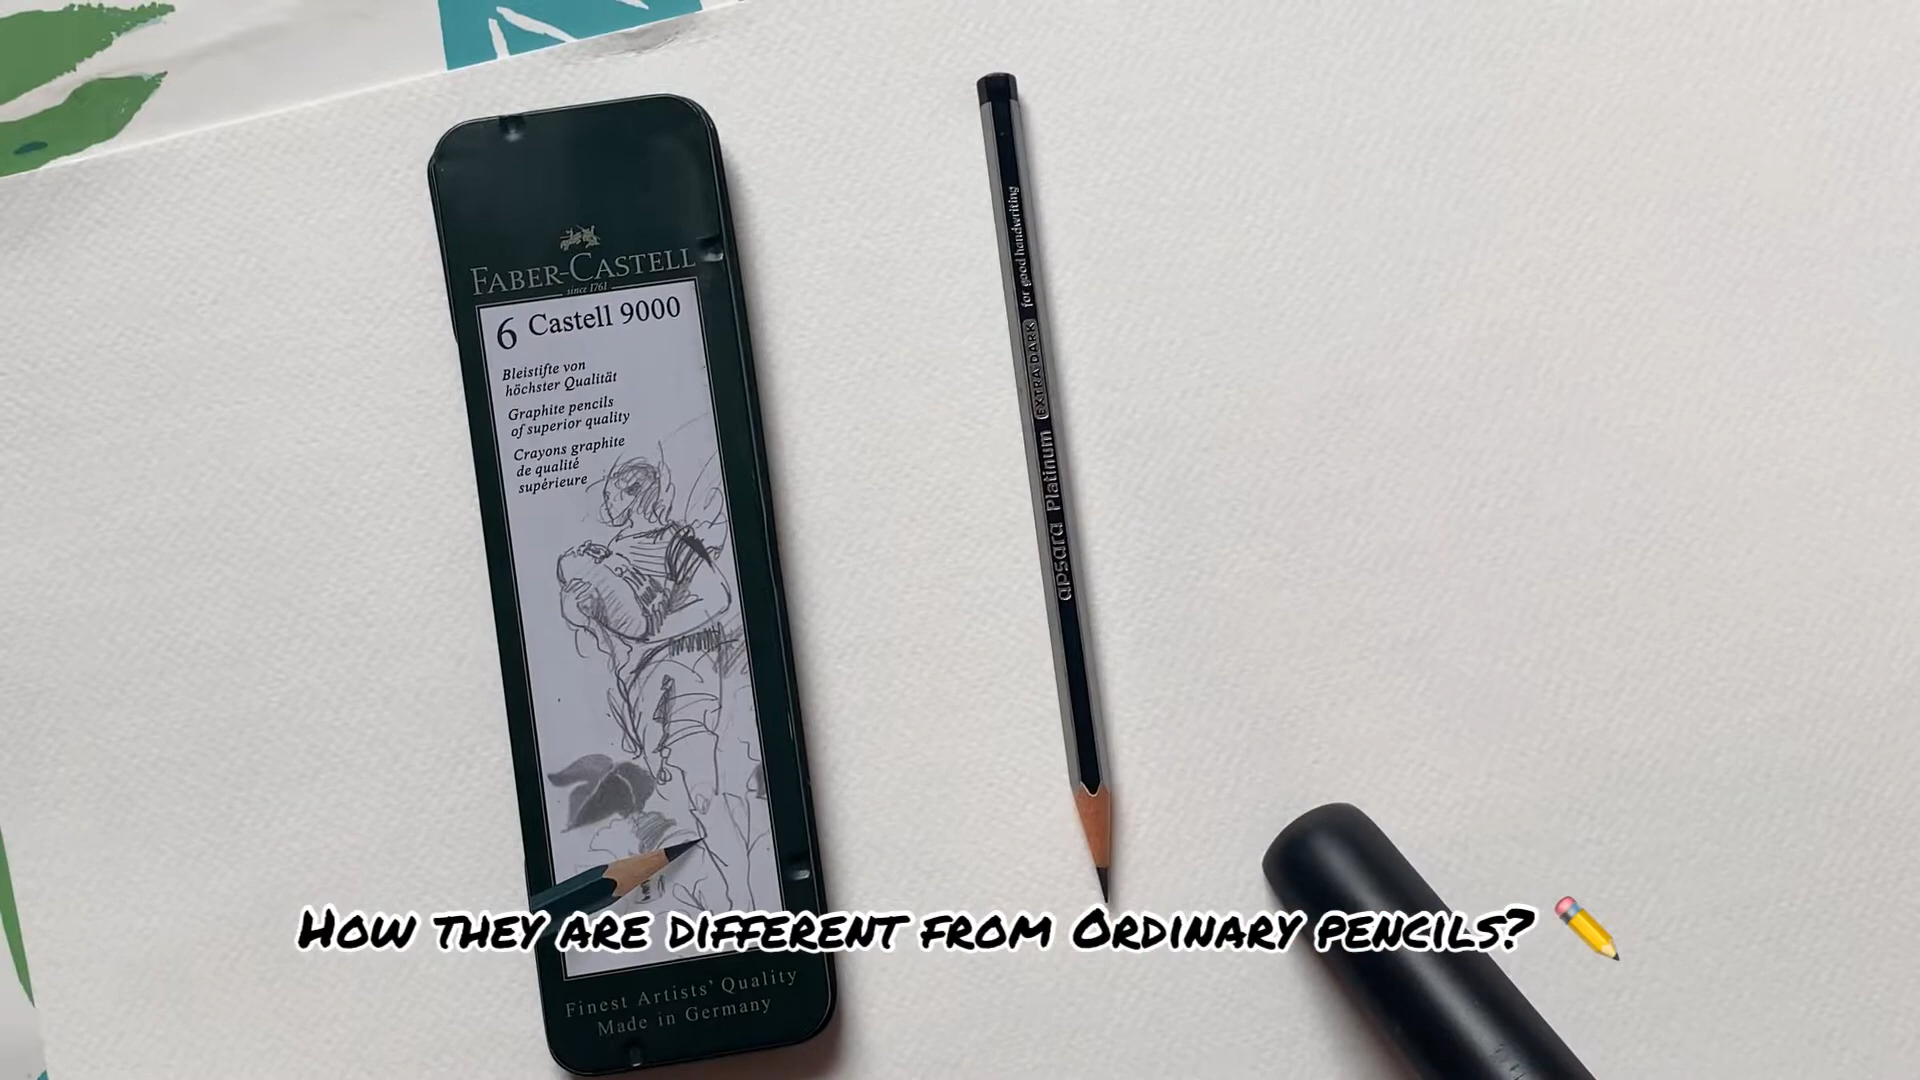 FABER-CASTELL
since 1761
6 Castell 9000
Bleistifte von
höchster Qualität
Graphite pencils
of superior quality
Crayons graphite
de qualité
supérieure
Finest Artists' Quality
Made in Germany
apsara Platinum EXTRA DARK for good handwriting
How they are different from Ordinary pencils? ✏️